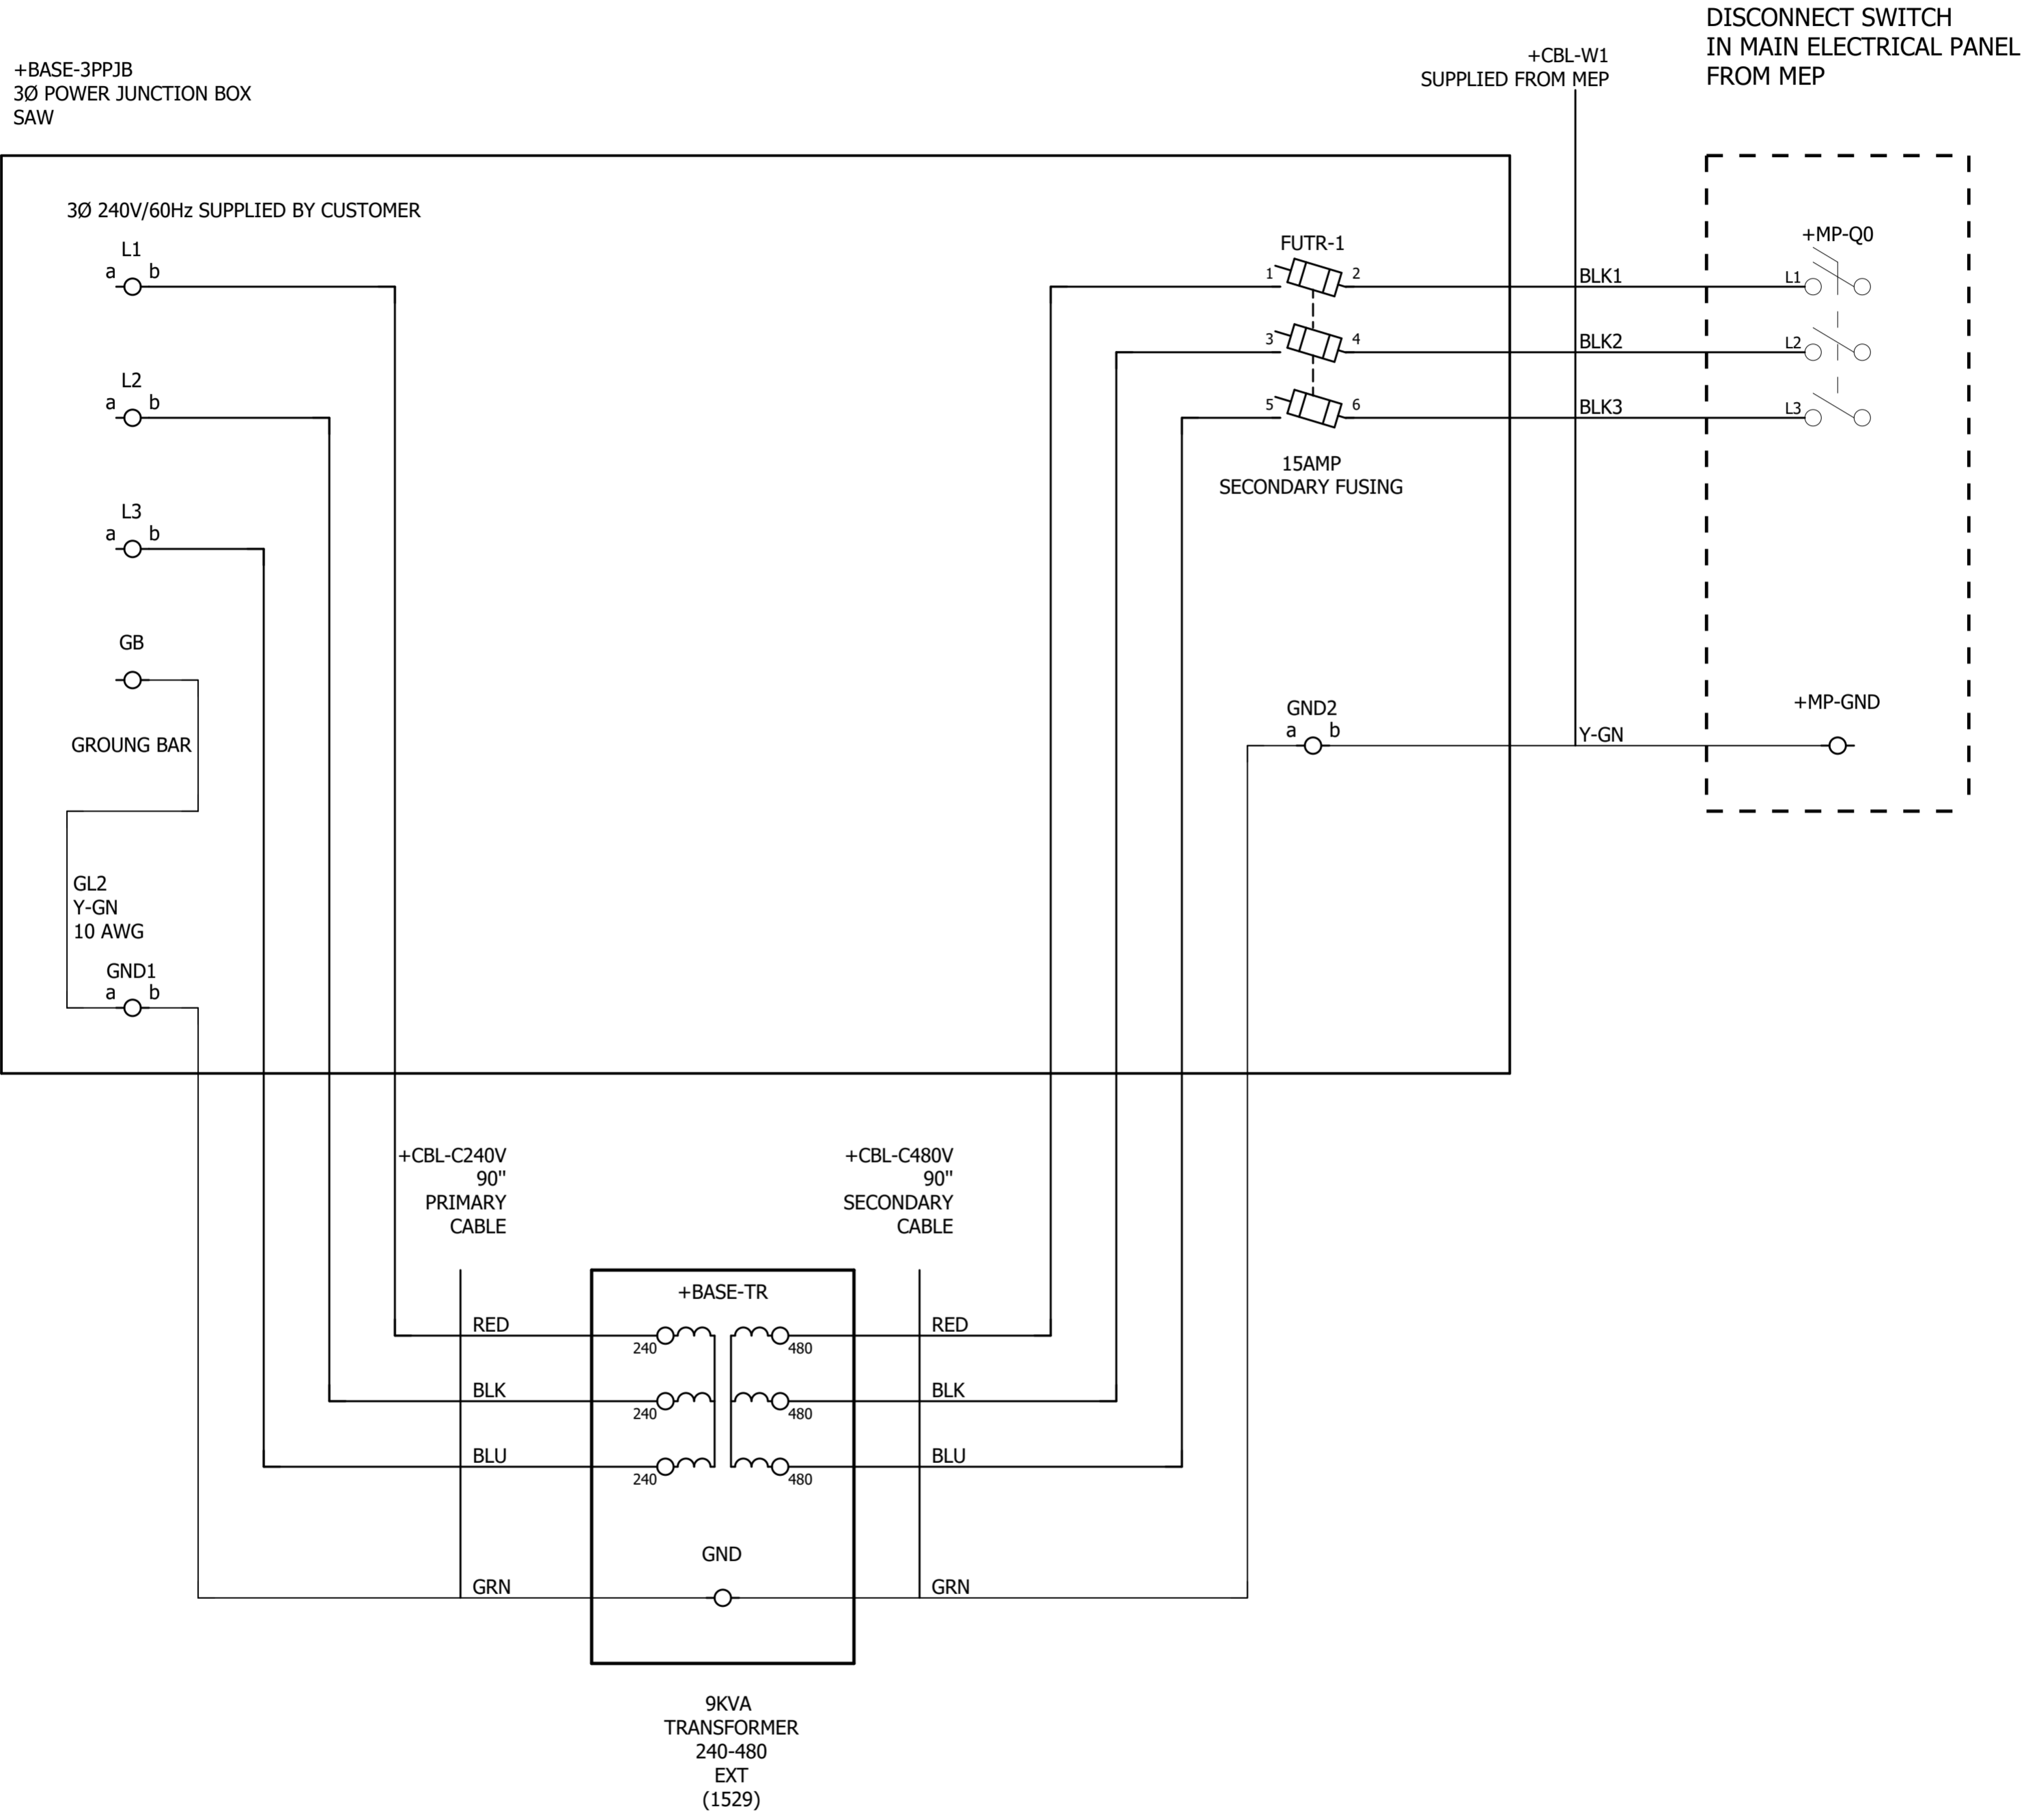 DISCONNECT SWITCH
IN MAIN ELECTRICAL PANEL
FROM MEP
+CBL-W1
SUPPLIED FROM MEP
+BASE-3PPJB
3Ø POWER JUNCTION BOX
SAW
3Ø 240V/60Hz SUPPLIED BY CUSTOMER
L1
a b
L2
a b
L3
a b
GB
GROUNG BAR
GL2
Y-GN
10 AWG
GND1
a b
FUTR-1
1 2
3 4
5 6
15AMP
SECONDARY FUSING
BLK1
BLK2
BLK3
+MP-Q0
L1
L2
L3
GND2
a b
Y-GN
+MP-GND
+CBL-C240V
90"
PRIMARY
CABLE
+CBL-C480V
90"
SECONDARY
CABLE
+BASE-TR
RED
240
480
RED
BLK
240
480
BLK
BLU
240
480
BLU
GND
GRN
GRN
9KVA
TRANSFORMER
240-480
EXT
(1529)